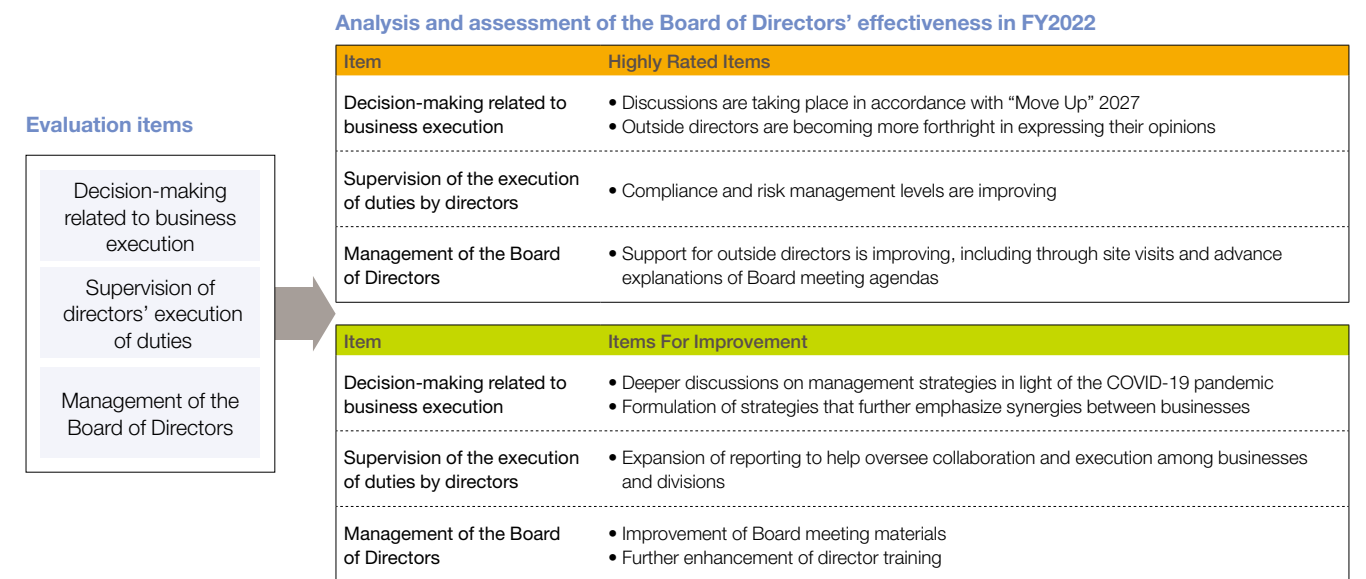 Analysis and assessment of the Board of Directors’ effectiveness in FY2022
Evaluation items
Decision-making
related to business
execution
Supervision of
directors’ execution
of duties
Management of the
Board of Directors
Item Highly Rated Items
Decision-making related to
business execution
• Discussions are taking place in accordance with “Move Up” 2027
• Outside directors are becoming more forthright in expressing their opinions
Supervision of the execution
of duties by directors
• Compliance and risk management levels are improving
Management of the Board
of Directors
• Support for outside directors is improving, including through site visits and advance
explanations of Board meeting agendas
Item Items For Improvement
Decision-making related to
business execution
• Deeper discussions on management strategies in light of the COVID-19 pandemic
• Formulation of strategies that further emphasize synergies between businesses
Supervision of the execution
of duties by directors
• Expansion of reporting to help oversee collaboration and execution among businesses
and divisions
Management of the Board
of Directors
• Improvement of Board meeting materials
• Further enhancement of director training